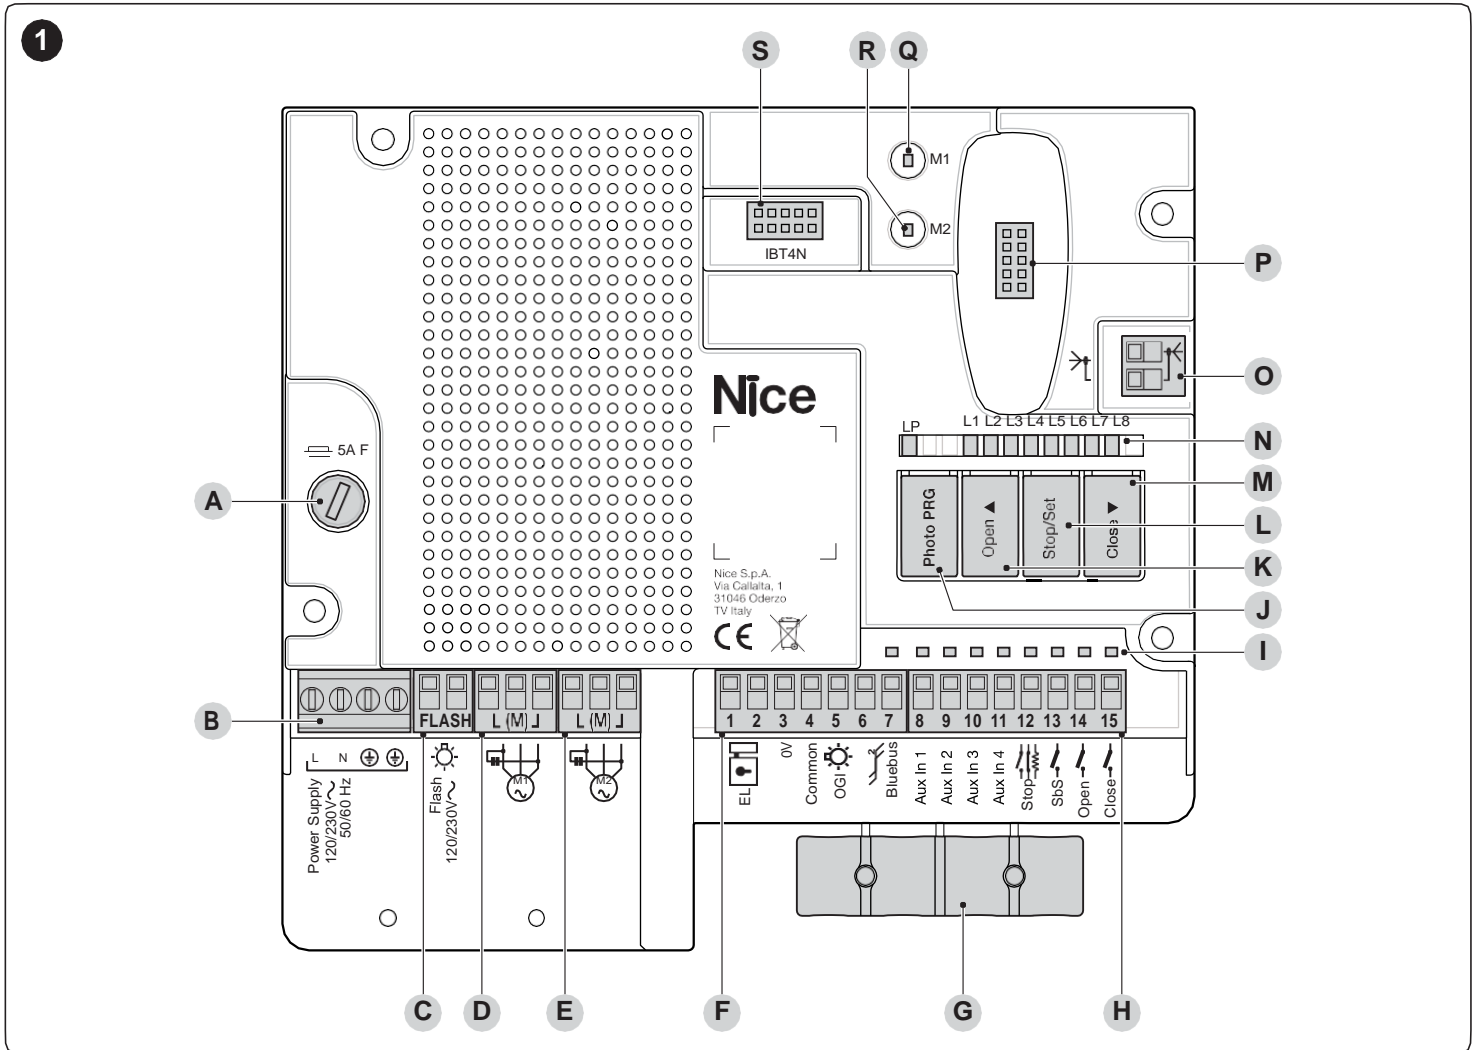 1
S
R
Q
M1
M2
IBT4N
P
O
Nice
LP
L1 L2 L3 L4 L5 L6 L7 L8
N
5A F
A
M
Photo PRG
Open ▲
Stop/Set
Close ▼
L
K
J
Nice S.p.A.
Via Callalta, 1
31046 Oderzo
TV Italy
CE
I
B
FLASH
L (M) L
L (M) L
1 2 3 4 5 6 7 8 9 10 11 12 13 14 15
L N
Power Supply
120/230V~
50/60 Hz
Flash
120/230V~
M1
~
M2
~
EL
0V
Common
OGI
Bluebus
Aux In 1
Aux In 2
Aux In 3
Aux In 4
Stop
SbS
Open
Close
C
D
E
F
G
H